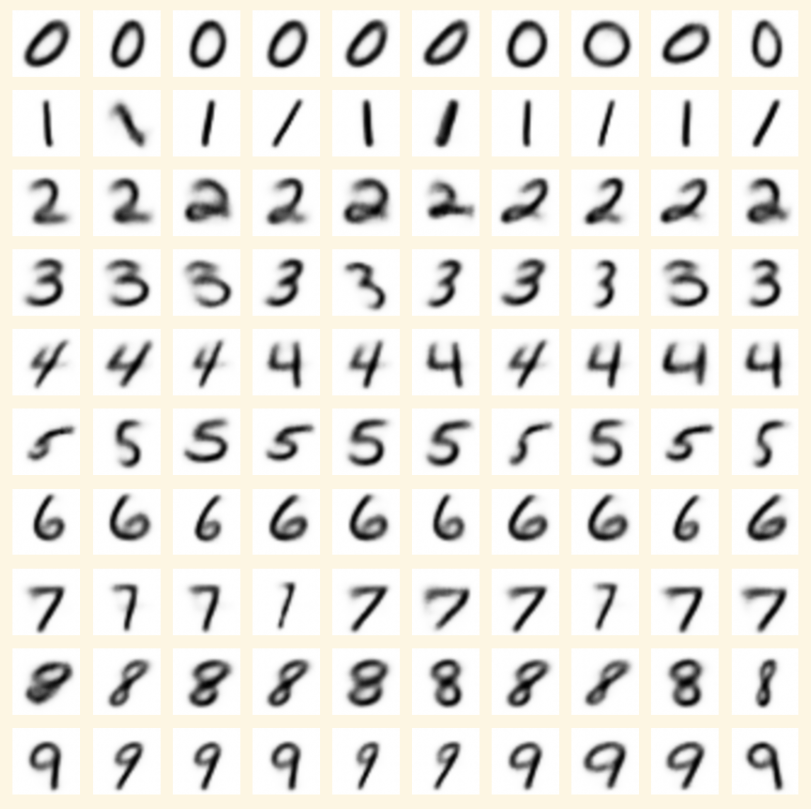 0 0 0 0 0 0 0 0 0 0
1 1 1 1 1 1 1 1 1 1
2 2 2 2 2 2 2 2 2 2
3 3 3 3 3 3 3 3 3 3
4 4 4 4 4 4 4 4 4 4
5 5 5 5 5 5 5 5 5 5
6 6 6 6 6 6 6 6 6 6
7 7 7 7 7 7 7 7 7 7
8 8 8 8 8 8 8 8 8 8
9 9 9 9 9 9 9 9 9 9